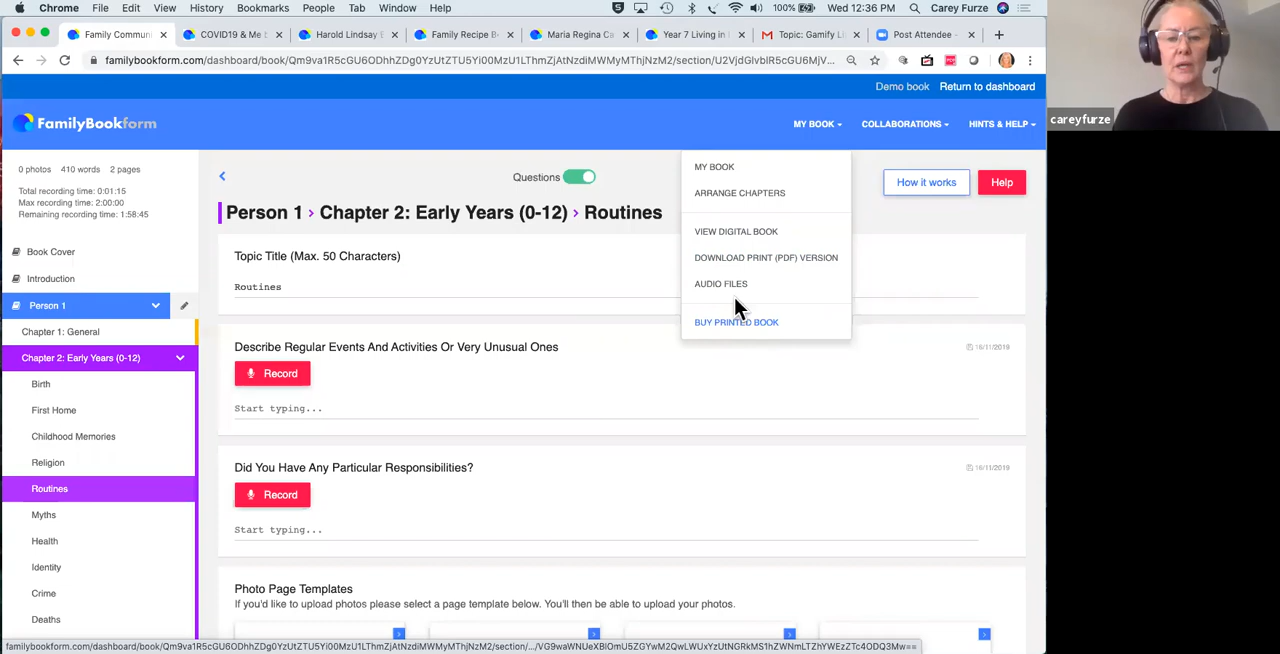 Chrome File Edit View History Bookmarks People Tab Window Help 100% Wed 12:36 PM Carey Furze
Family Commun COVID19 & Me Harold Lindsay Family Recipe B Maria Regina Ca Year 7 Living in Topic: Gamify Li Post Attendee -
Demo book Return to dashboard
FamilyBookform MY BOOK COLLABORATIONS HINTS & HELP
careyfurze
0 photos 410 words 2 pages
Total recording time: 0:01:15
Max recording time: 2:00:00
Remaining recording time: 1:58:45
Book Cover
Introduction
Person 1
Chapter 1: General
Chapter 2: Early Years (0-12)
Birth
First Home
Childhood Memories
Religion
Routines
Myths
Health
Identity
Crime
Deaths
Questions
How it works
Help
MY BOOK
ARRANGE CHAPTERS
VIEW DIGITAL BOOK
DOWNLOAD PRINT (PDF) VERSION
AUDIO FILES
BUY PRINTED BOOK
Person 1 > Chapter 2: Early Years (0-12) > Routines
Topic Title (Max. 50 Characters)
Routines
Describe Regular Events And Activities Or Very Unusual Ones
Record
Start typing...
Did You Have Any Particular Responsibilities?
Record
Start typing...
Photo Page Templates
If you'd like to upload photos please select a page template below. You'll then be able to upload your photos.